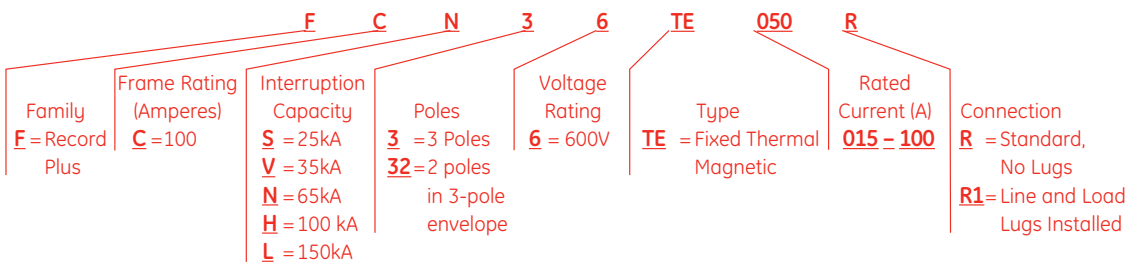 F C N 3 6 TE 050 R
Family
F = Record
Plus
Frame Rating
(Amperes)
C = 100
Interruption
Capacity
S = 25kA
V = 35kA
N = 65kA
H = 100 kA
L = 150kA
Poles
3 = 3 Poles
32 = 2 poles
in 3-pole
envelope
Voltage
Rating
6 = 600V
Type
TE = Fixed Thermal
Magnetic
Rated
Current (A)
015 – 100
Connection
R = Standard,
No Lugs
R1 = Line and Load
Lugs Installed